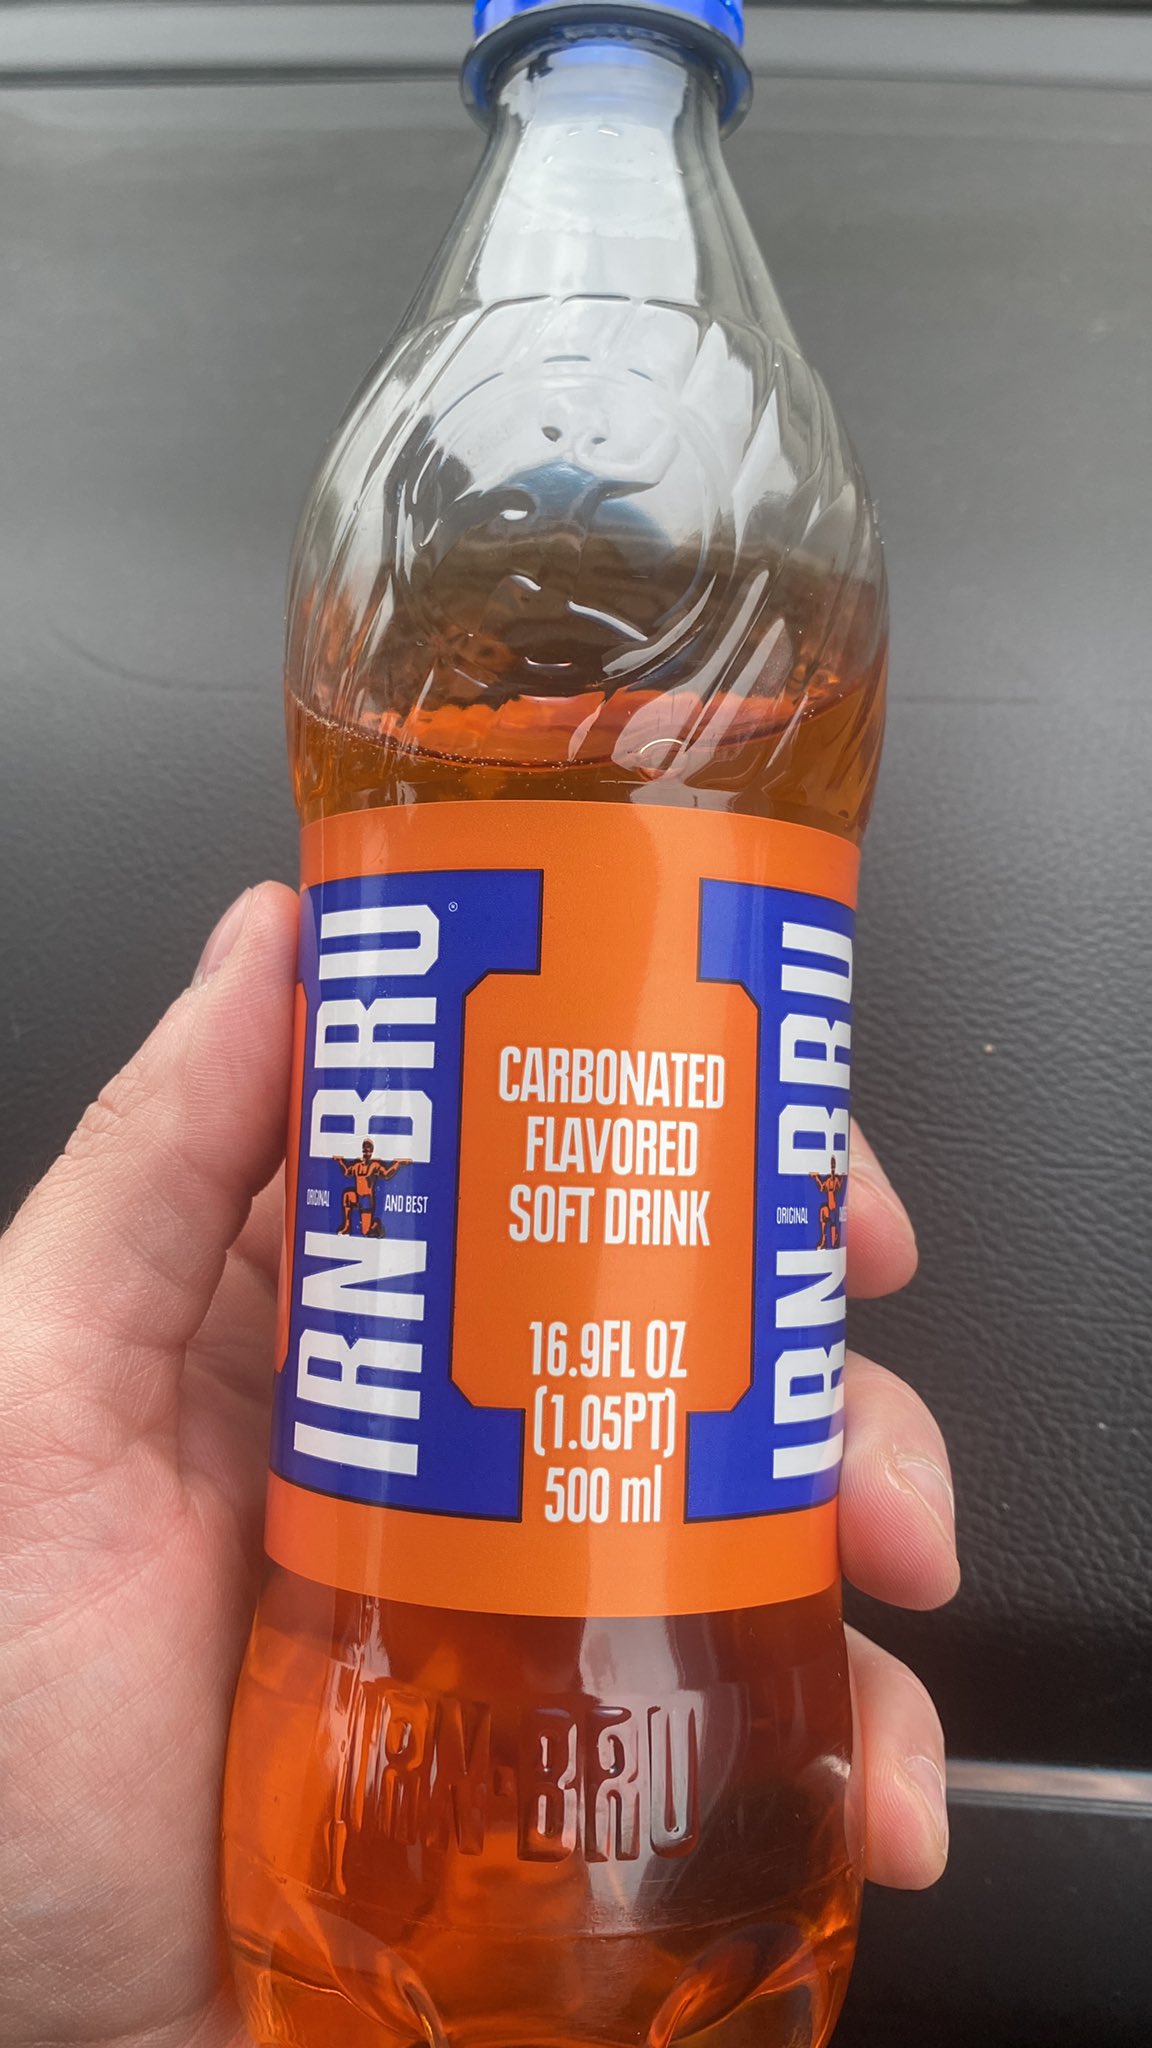 IRN BRU
®
ORIGINAL AND BEST
CARBONATED
FLAVORED
SOFT DRINK
16.9FL OZ
(1.05PT)
500 ml
IRN BRU
ORIGINAL
IRN-BRU